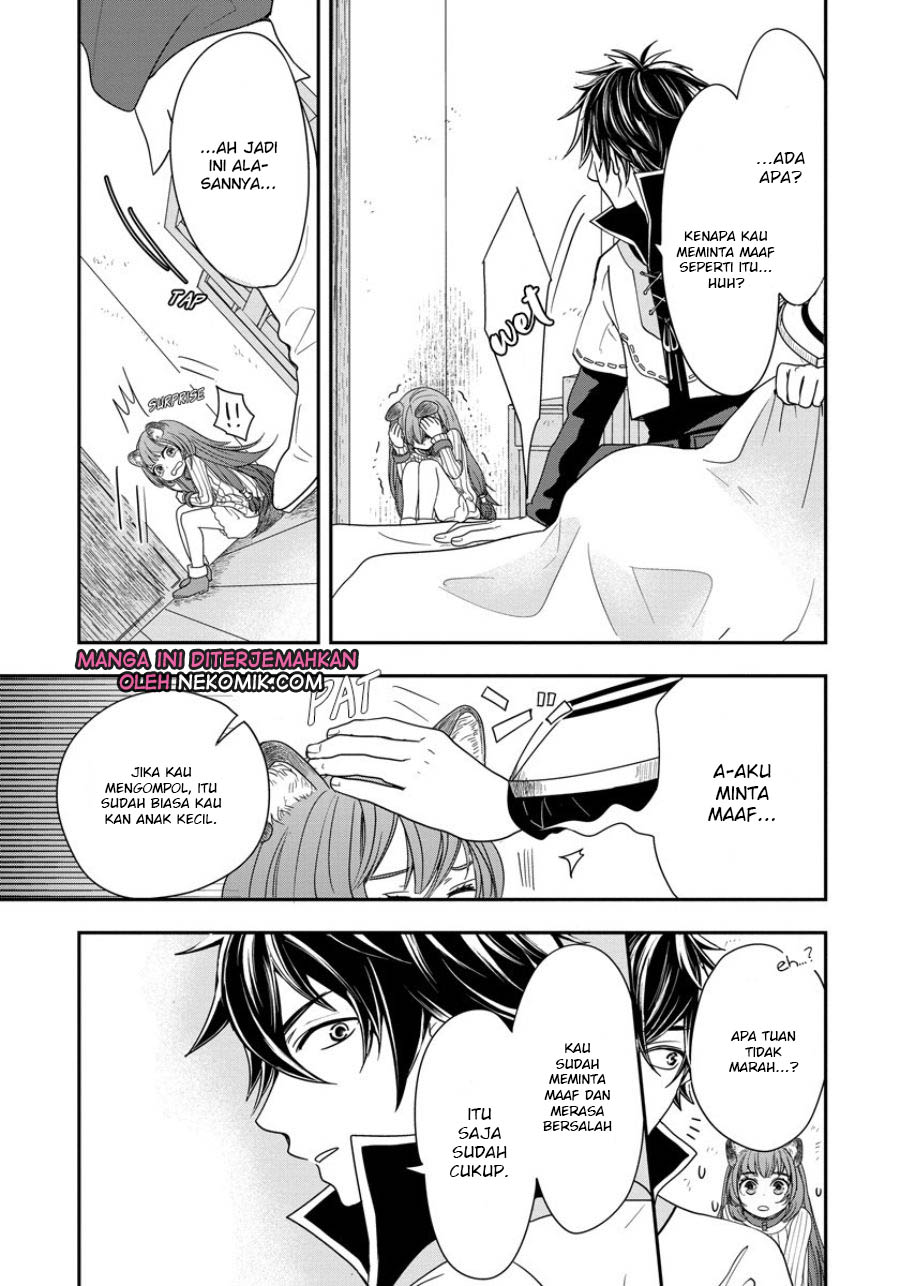 ...ADA
APA?
KENAPA KAU
MEMINTA MAAF
SEPERTI ITU...
HUH?
wet
...AH JADI
INI ALA-
SANNYA...
TAP
SURPRISE
!!
MANGA INI DITERJEMAHKAN
OLEH NEKOMIK.COM
A-AKU
MINTA
MAAF...
PAT
JIKA KAU
MENGOMPOL, ITU
SUDAH BIASA KAU
KAN ANAK KECIL.
eh...?
APA TUAN
TIDAK
MARAH...?
KAU
SUDAH
MEMINTA
MAAF DAN
MERASA
BERSALAH
ITU
SAJA
SUDAH
CUKUP.